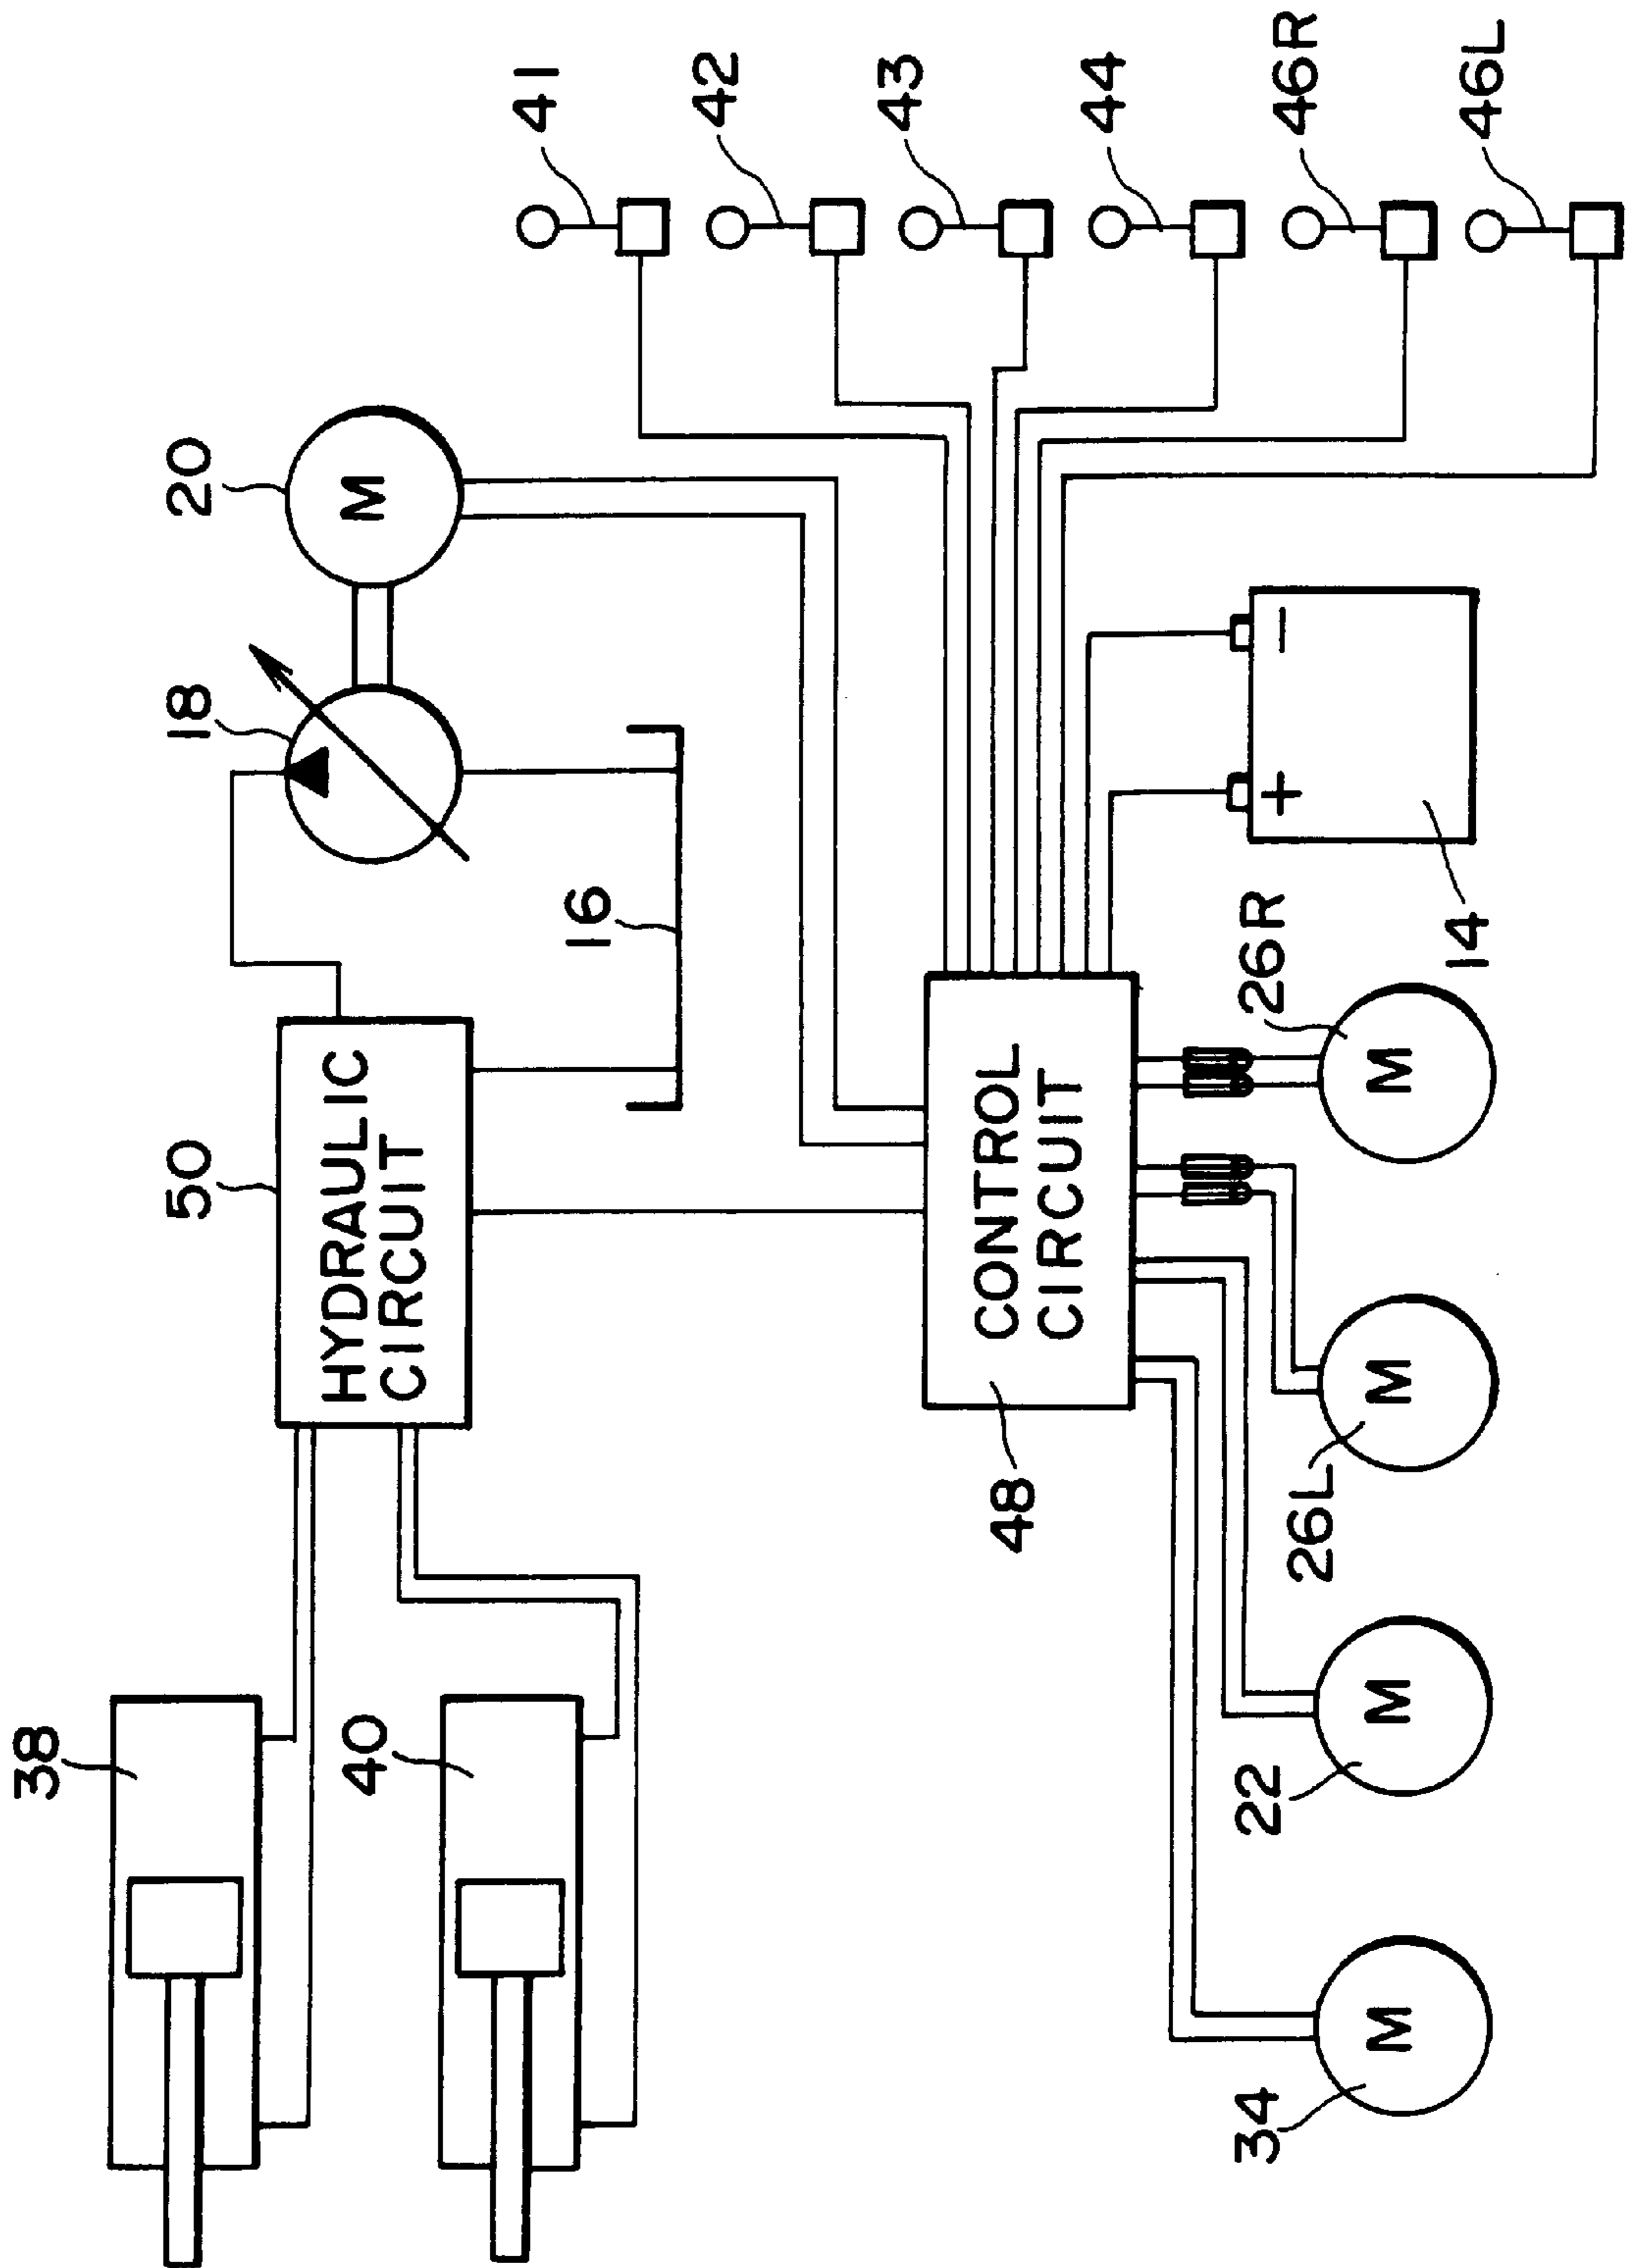 38
50
18
20
40
HYDRAULIC
CIRCUIT
M
41
16
42
43
48
CONTROL
CIRCUIT
44
34
22
26R
46R
26L
M
M
M
M
+
−
14
46L